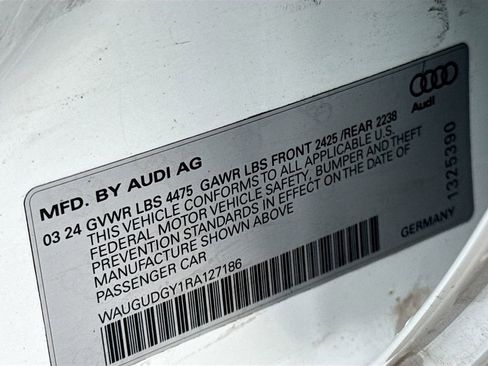 Audi
MFD. BY AUDI AG
03 24 GVWR LBS 4475 GAWR LBS FRONT 2425 /REAR 2238
THIS VEHICLE CONFORMS TO ALL APPLICABLE U.S.
FEDERAL MOTOR VEHICLE SAFETY, BUMPER AND THEFT
PREVENTION STANDARDS IN EFFECT ON THE DATE OF
MANUFACTURE SHOWN ABOVE
PASSENGER CAR
WAUGUDGY1RA127186
GERMANY
1325390